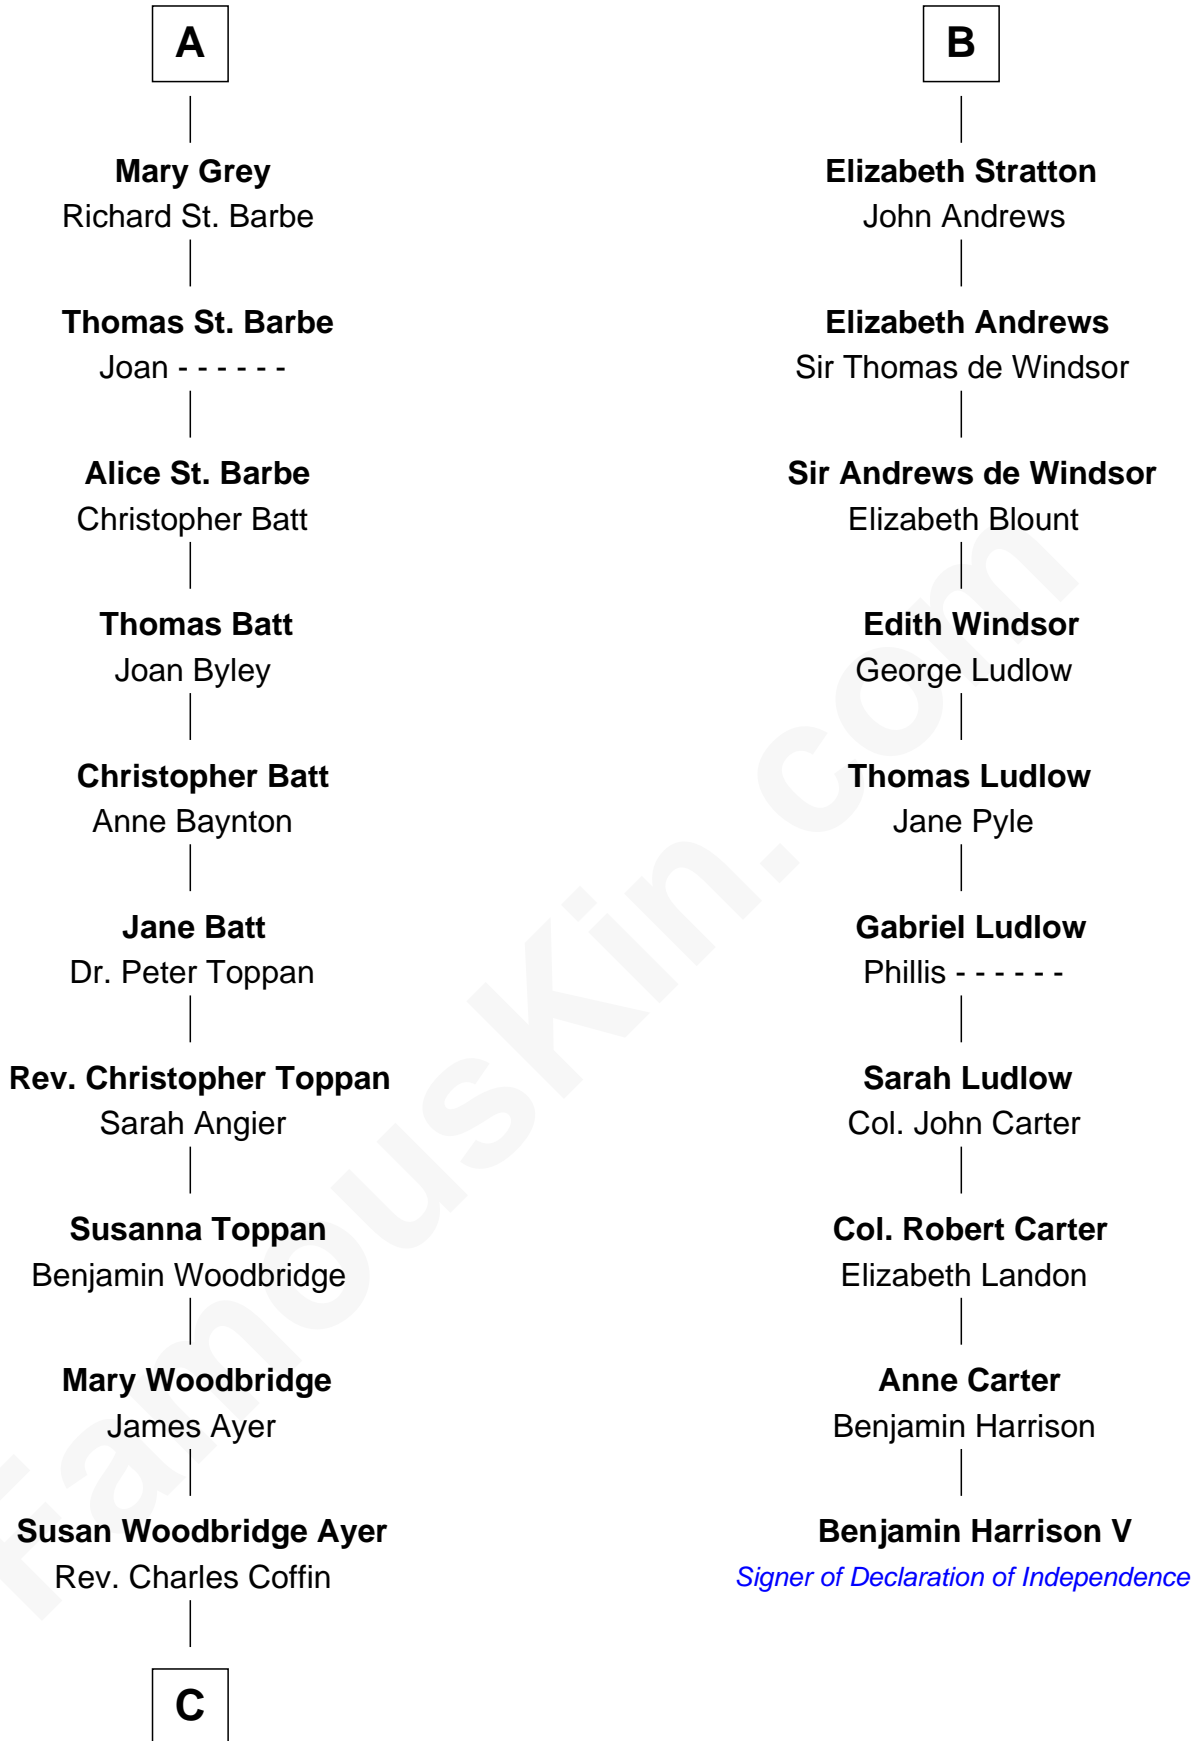 A
Mary Grey
Richard St. Barbe
Thomas St. Barbe
Joan - - - - - -
Alice St. Barbe
Christopher Batt
Thomas Batt
Joan Byley
Christopher Batt
Anne Baynton
Jane Batt
Dr. Peter Toppan
Rev. Christopher Toppan
Sarah Angier
Susanna Toppan
Benjamin Woodbridge
Mary Woodbridge
James Ayer
Susan Woodbridge Ayer
Rev. Charles Coffin
C
B
Elizabeth Stratton
John Andrews
Elizabeth Andrews
Sir Thomas de Windsor
Sir Andrews de Windsor
Elizabeth Blount
Edith Windsor
George Ludlow
Thomas Ludlow
Jane Pyle
Gabriel Ludlow
Phillis - - - - - -
Sarah Ludlow
Col. John Carter
Col. Robert Carter
Elizabeth Landon
Anne Carter
Benjamin Harrison
Benjamin Harrison V
Signer of Declaration of Independence
FamousKin.com